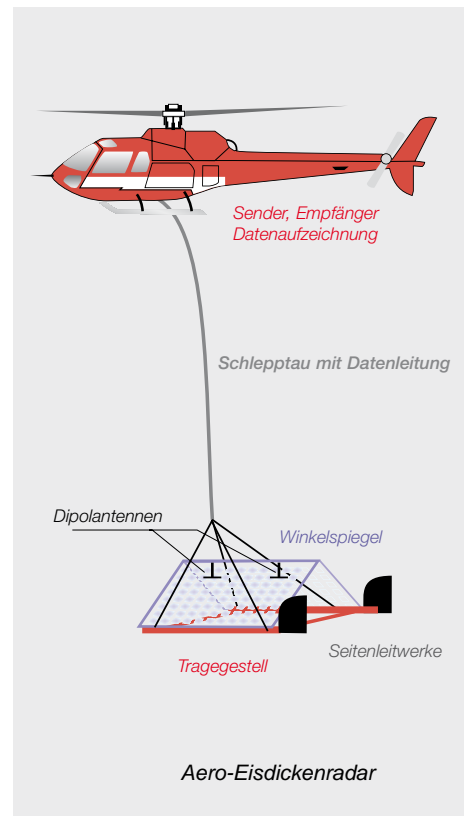 Sender, Empfänger
Datenaufzeichnung
Schlepptau mit Datenleitung
Dipolantennen
Winkelspiegel
Seitenleitwerke
Tragegestell
Aero-Eisdickenradar